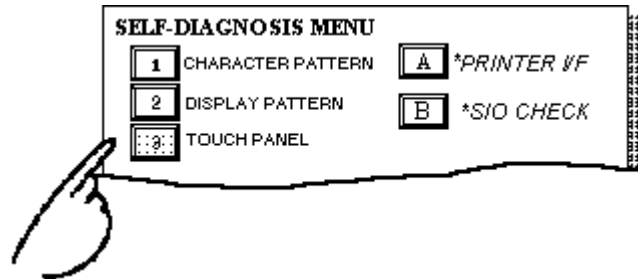 SELF-DIAGNOSIS MENU
1 CHARACTER PATTERN A *PRINTER I/F
2 DISPLAY PATTERN B *SIO CHECK
3 TOUCH PANEL